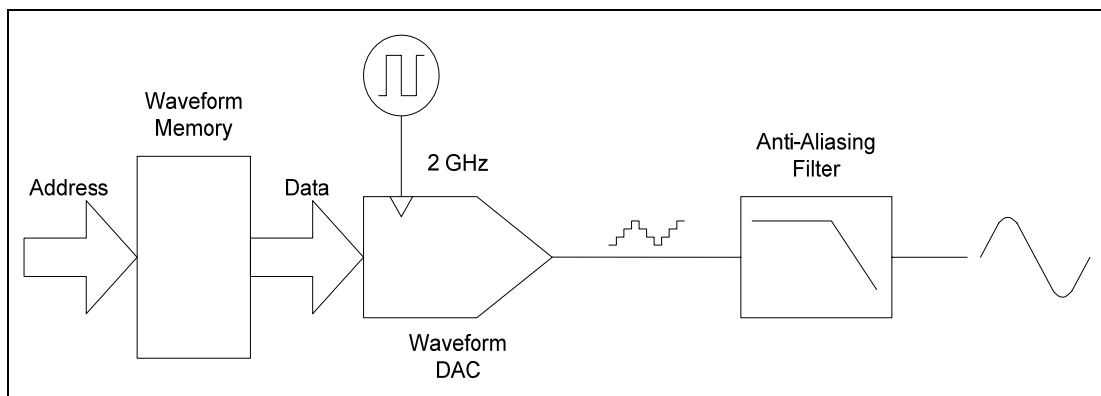 Waveform
Memory
Address
Data
2 GHz
Waveform
DAC
Anti-Aliasing
Filter